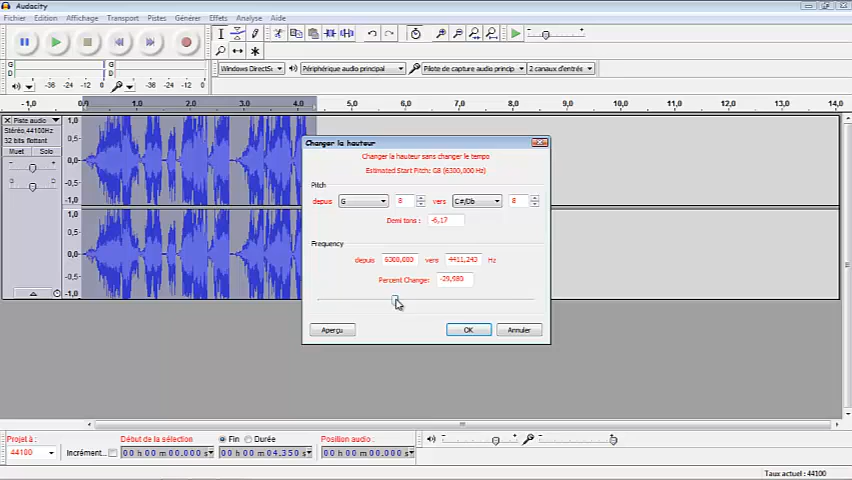 Audacity
Fichier Edition Affichage Transport Pistes Générer Effets Analyse Aide
G
D
-36 -24 -12 0
-36 -24 -12 0
Windows DirectS
Périphérique audio principal
Pilote de capture audio princip
2 canaux d'entrés
-1,0 0,0 1,0 2,0 3,0 4,0 5,0 6,0 7,0 8,0 9,0 10,0 11,0 12,0 13,0 14,0
Piste audio
Stéréo,44100Hz
32 bits flottant
Muet Solo
- +
G D
1,0
0,5
0,0
-0,5
-1,0
1,0
0,5
0,0
-0,5
-1,0
Changer la hauteur
Changer la hauteur sans changer le tempo
Estimated Start Pitch: G8 (6300,000 Hz)
Pitch
depuis G 8 vers C#/Db 8
Demi tons: -6,17
Frequency
depuis 6300,000 vers 4411,243 Hz
Percent Change: -29,980
Aperçu OK Annuler
Projet à :
44100
Incrément.:
Début de la sélection
00 h 00 m 00.000 s
Fin Durée
00 h 00 m 04.350 s
Position audio :
00 h 00 m 00.000 s
Taux actuel : 44100